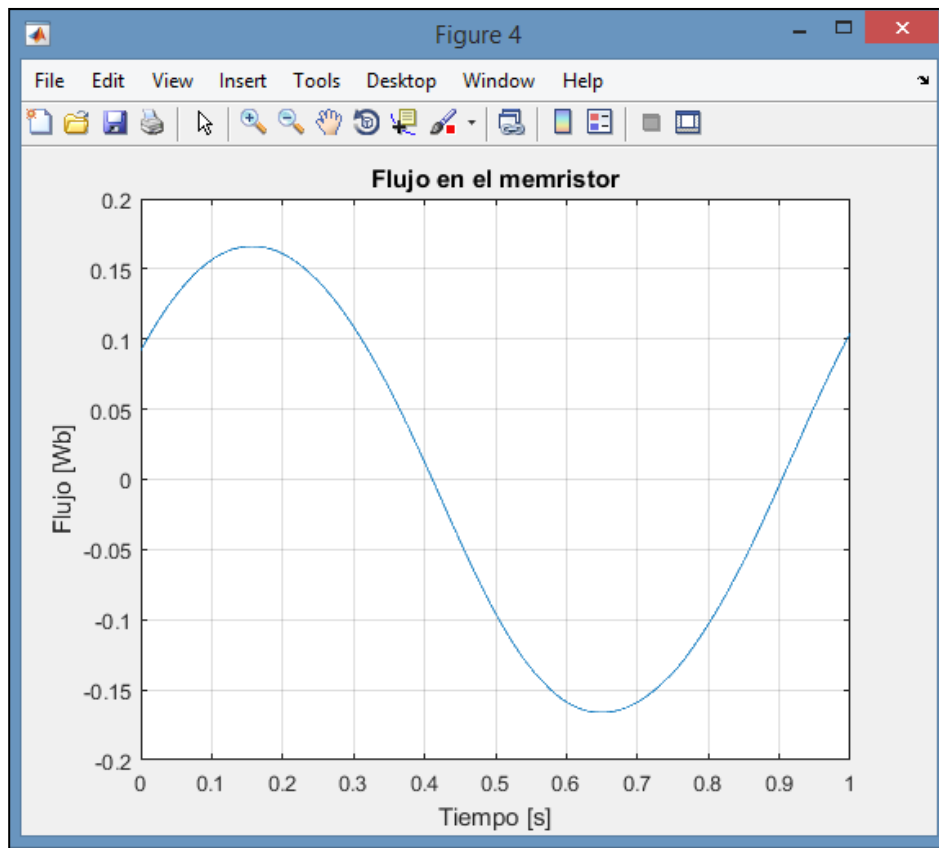 Figure 4
File Edit View Insert Tools Desktop Window Help
Flujo en el memristor
0.2
0.15
0.1
0.05
0
-0.05
-0.1
-0.15
-0.2
Flujo [Wb]
0 0.1 0.2 0.3 0.4 0.5 0.6 0.7 0.8 0.9 1
Tiempo [s]